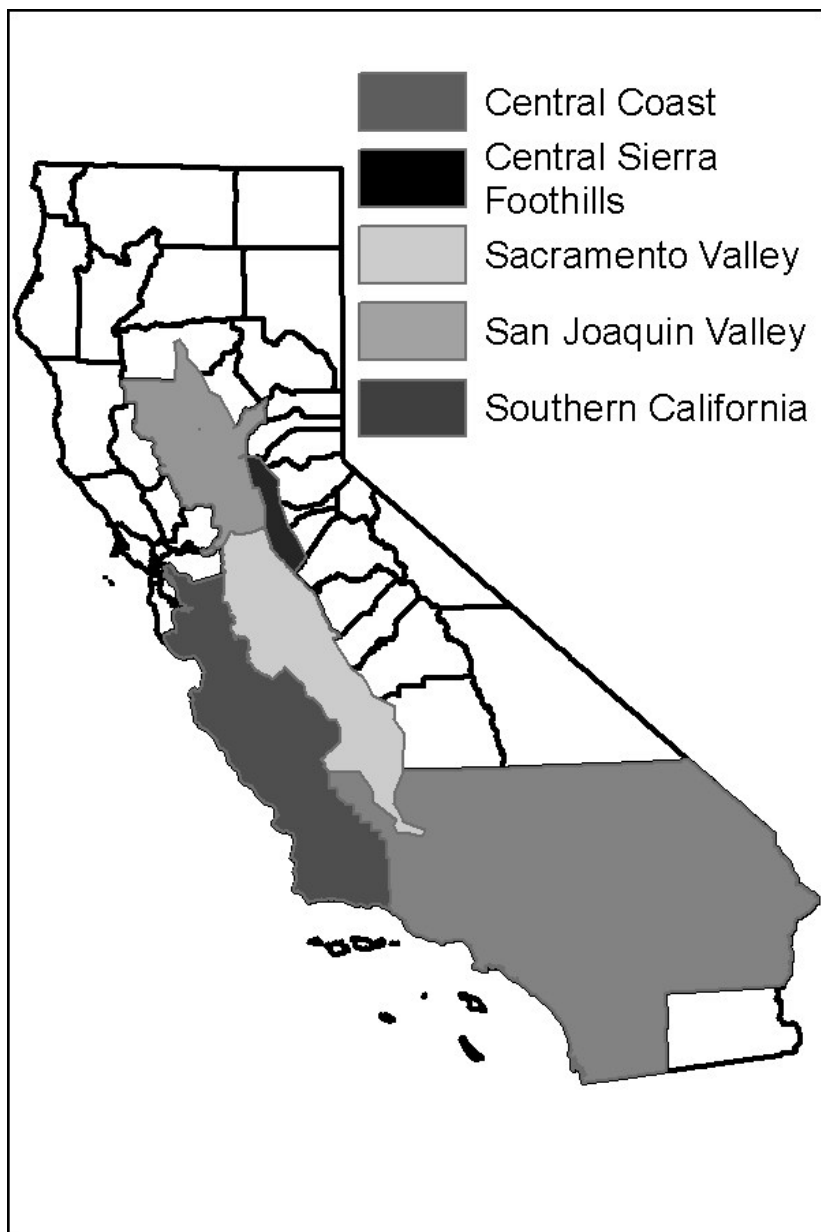 Central Coast
Central Sierra
Foothills
Sacramento Valley
San Joaquin Valley
Southern California